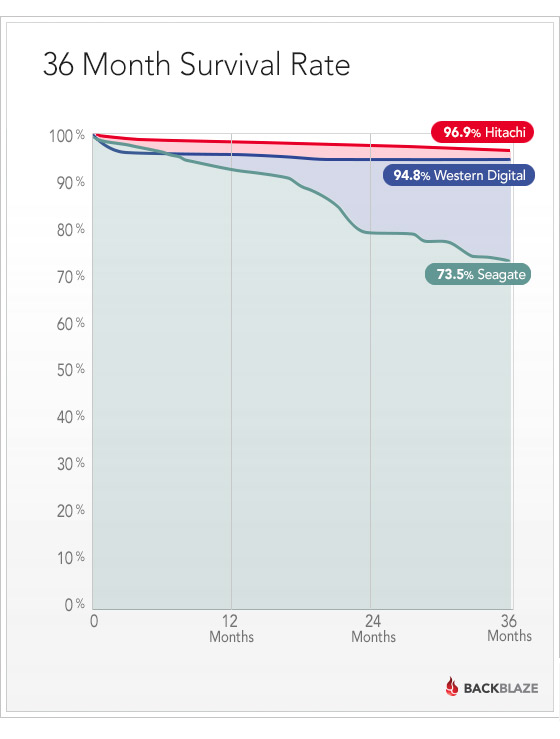 36 Month Survival Rate
96.9% Hitachi
100%
94.8% Western Digital
90%
80%
73.5% Seagate
70%
60%
50%
40%
30%
20%
10%
0%
0 12 24 36
Months Months Months
BACKBLAZE